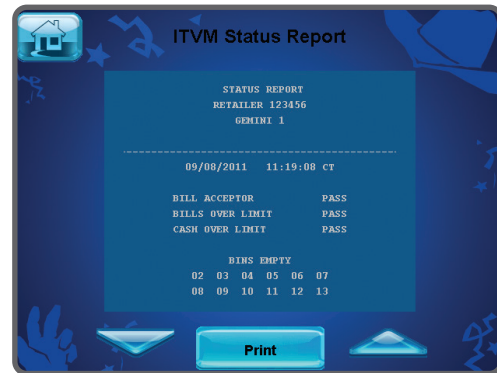 ITVM Status Report
STATUS REPORT
RETAILER 123456
GEMINI 1
--------------------------------------------------
09/08/2011 11:19:08 CT
BILL ACCEPTOR PASS
BILLS OVER LIMIT PASS
CASH OVER LIMIT PASS
BINS EMPTY
02 03 04 05 06 07
08 09 10 11 12 13
Print